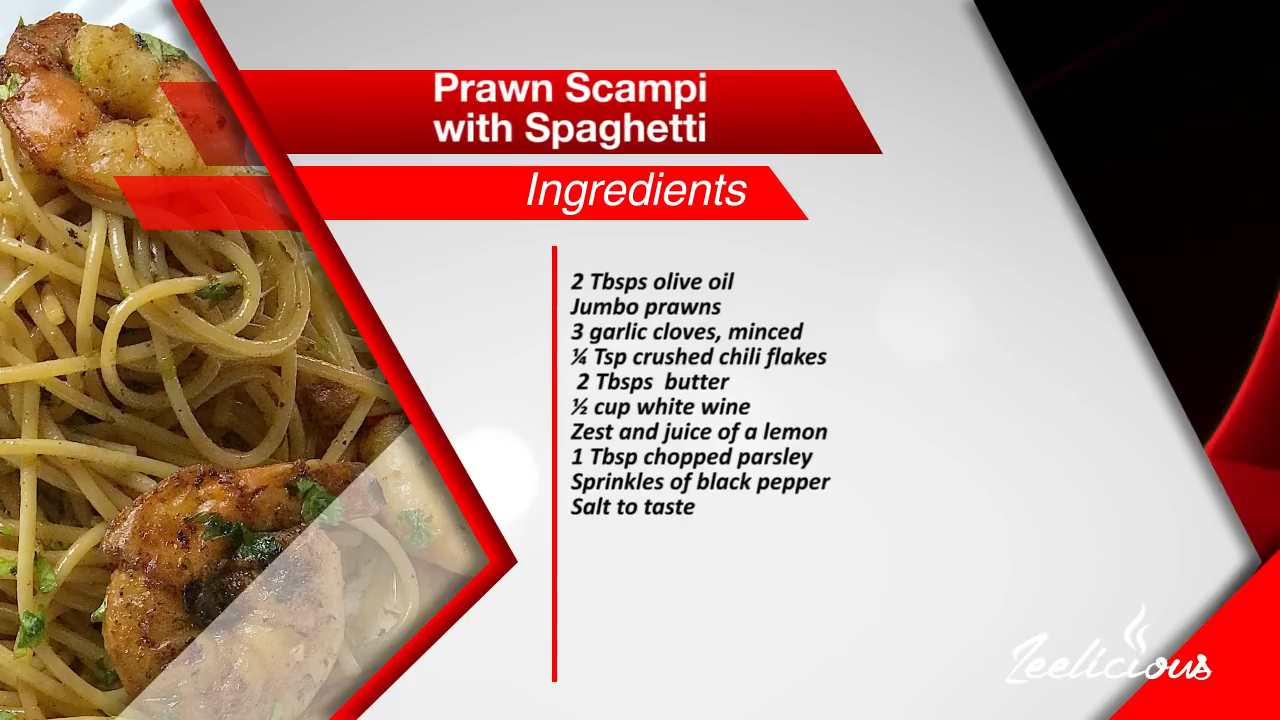 Prawn Scampi
with Spaghetti
Ingredients
2 Tbsps olive oil
Jumbo prawns
3 garlic cloves, minced
¼ Tsp crushed chili flakes
2 Tbsps butter
½ cup white wine
Zest and juice of a lemon
1 Tbsp chopped parsley
Sprinkles of black pepper
Salt to taste
Zeelicious